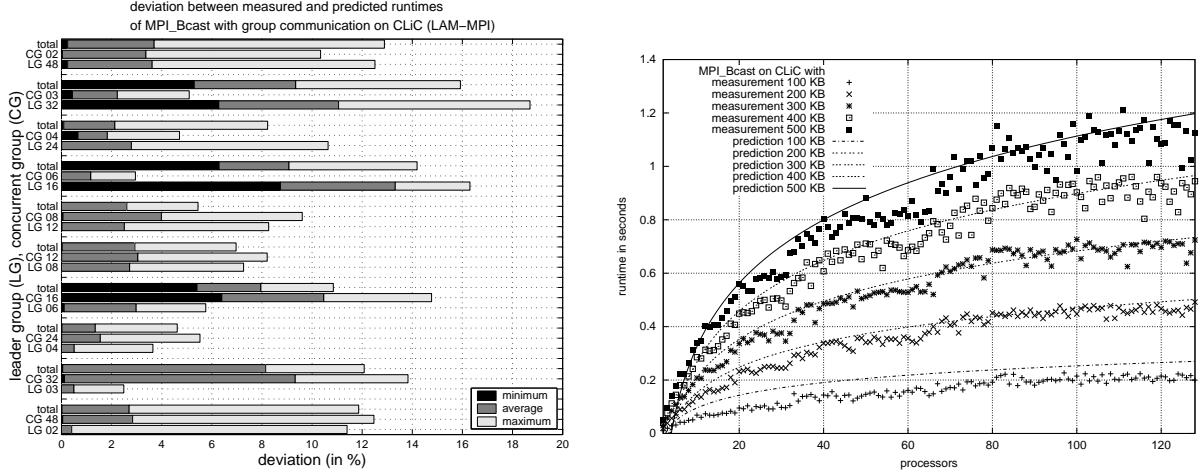 deviation between measured and predicted runtimes
of MPI_Bcast with group communication on CLiC (LAM−MPI)
leader group (LG), concurrent group (CG)
total
CG 02
LG 48
total
CG 03
LG 32
total
CG 04
LG 24
total
CG 06
LG 16
total
CG 08
LG 12
total
CG 12
LG 08
total
CG 16
LG 06
total
CG 24
LG 04
total
CG 32
LG 03
total
CG 48
LG 02
minimum
average
maximum
0 2 4 6 8 10 12 14 16 18 20
deviation (in %)
1.4
1.2
1
0.8
0.6
0.4
0.2
0
runtime in seconds
MPI_Bcast on CLiC with
measurement 100 KB
measurement 200 KB
measurement 300 KB
measurement 400 KB
measurement 500 KB
prediction 100 KB
prediction 200 KB
prediction 300 KB
prediction 400 KB
prediction 500 KB
20 40 60 80 100 120
processors